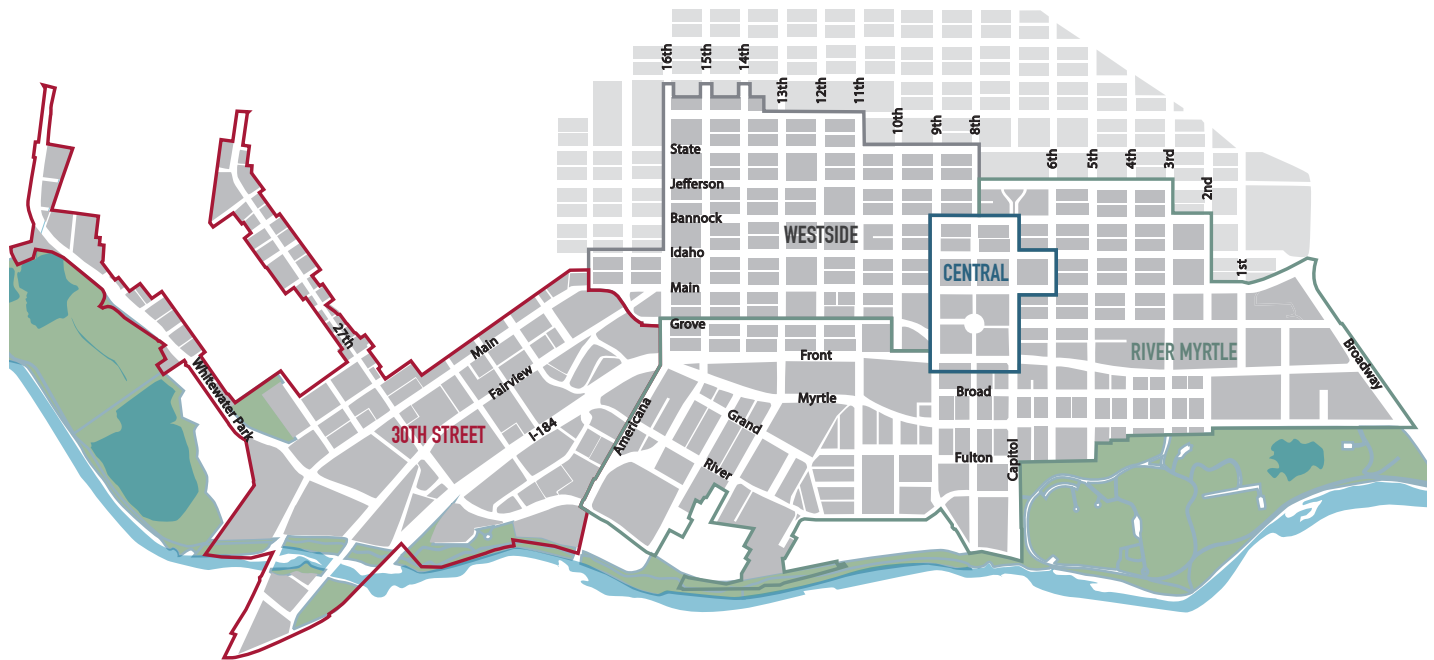 16th
15th
14th
13th
12th
11th
10th
9th
8th
6th
5th
4th
3rd
2nd
1st
State
Jefferson
Bannock
Idaho
Main
Grove
WESTSIDE
CENTRAL
RIVER MYRTLE
Broadway
27th
Main
Fairview
I-184
Whitewater Park
30TH STREET
Americana
Front
Myrtle
Broad
Grand
River
Fulton
Capitol